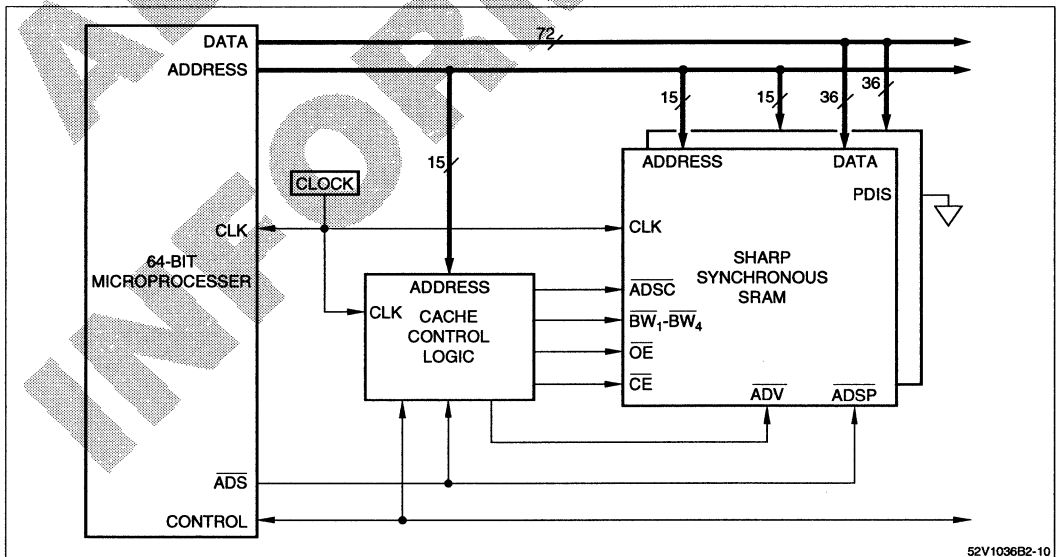 DATA
72
ADDRESS
15
15
36
36
15
ADDRESS
DATA
CLOCK
PDIS
CLK
CLK
64-BIT
MICROPROCESSER
SHARP
SYNCHRONOUS
SRAM
ADDRESS
CLK
CACHE
CONTROL
LOGIC
ADSC
BW1-BW4
OE
CE
ADV
ADSP
ADS
CONTROL
52V1036B2-10